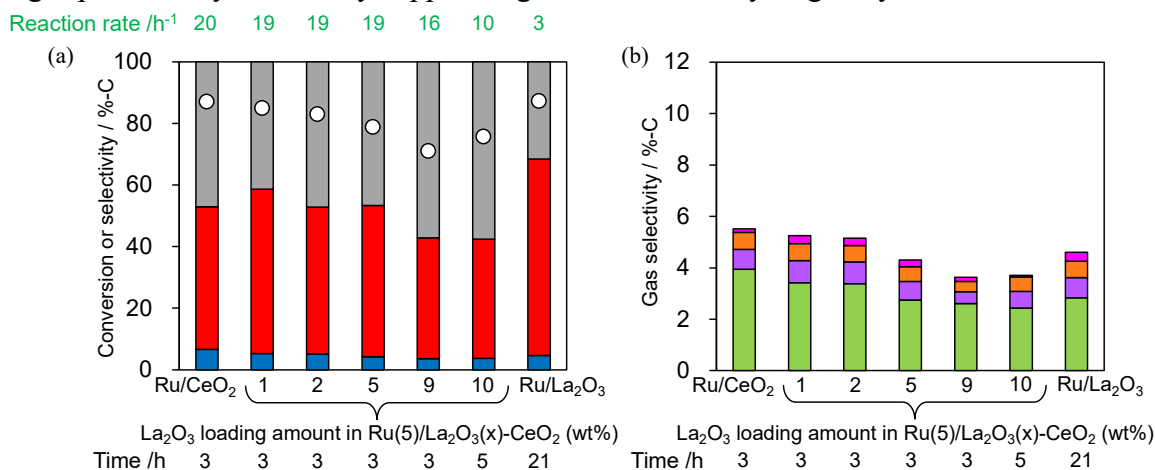 Reaction rate /h-1 20 19 19 19 16 10 3
(a)
Conversion or selectivity / %-C
100
80
60
40
20
0
Ru/CeO2 1 2 5 9 10 Ru/La2O3
La2O3 loading amount in Ru(5)/La2O3(x)-CeO2 (wt%)
Time /h 3 3 3 3 3 5 21
(b)
Gas selectivity / %-C
12
10
8
6
4
2
0
Ru/CeO2 1 2 5 9 10 Ru/La2O3
La2O3 loading amount in Ru(5)/La2O3(x)-CeO2 (wt%)
Time /h 3 3 3 3 3 5 21